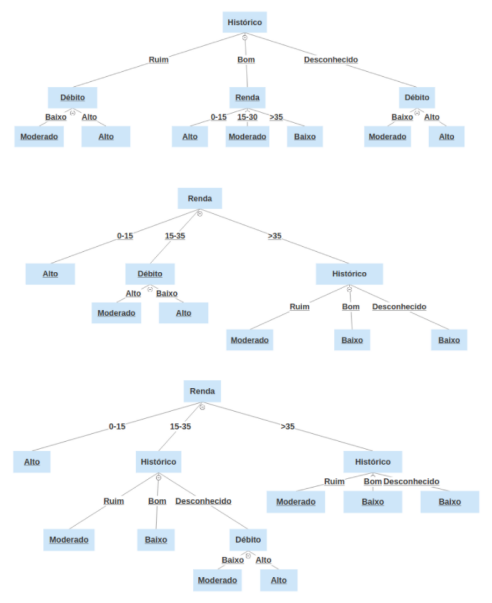 Histórico
Ruim Bom Desconhecido
Débito Renda Débito
Baixo Alto 0-15 15-30 >35 Baixo Alto
Moderado Alto Alto Moderado Baixo Moderado Alto
Renda
0-15 15-35 >35
Alto Débito Histórico
Alto Baixo Ruim Bom Desconhecido
Moderado Alto
Moderado Baixo Baixo
Renda
0-15 15-35 >35
Alto Histórico Histórico
Ruim Bom Desconhecido
Moderado Baixo Baixo
Ruim Bom Desconhecido
Moderado Baixo Débito
Baixo Alto
Moderado Alto